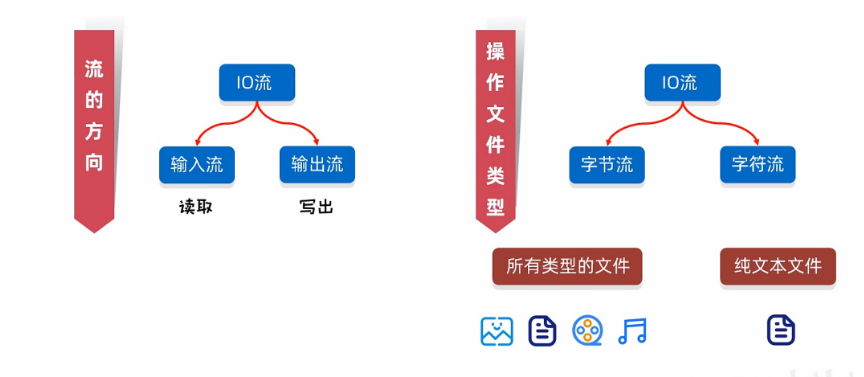 流的方向
IO流
输入流
输出流
读取
写出
操作文件类型
IO流
字节流
字符流
所有类型的文件
纯文本文件